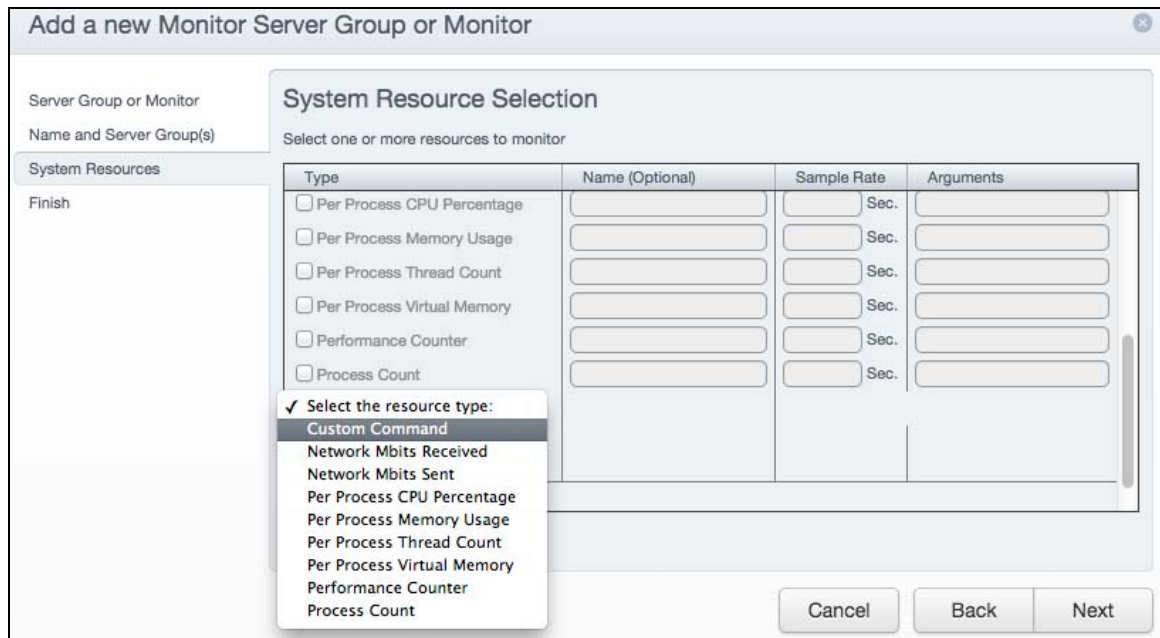 Add a new Monitor Server Group or Monitor
Server Group or Monitor
Name and Server Group(s)
System Resources
Finish
System Resource Selection
Select one or more resources to monitor
Type Name (Optional) Sample Rate Arguments
Per Process CPU Percentage Sec.
Per Process Memory Usage Sec.
Per Process Thread Count Sec.
Per Process Virtual Memory Sec.
Performance Counter Sec.
Process Count Sec.
✓ Select the resource type:
Custom Command
Network Mbits Received
Network Mbits Sent
Per Process CPU Percentage
Per Process Memory Usage
Per Process Thread Count
Per Process Virtual Memory
Performance Counter
Process Count
Cancel Back Next